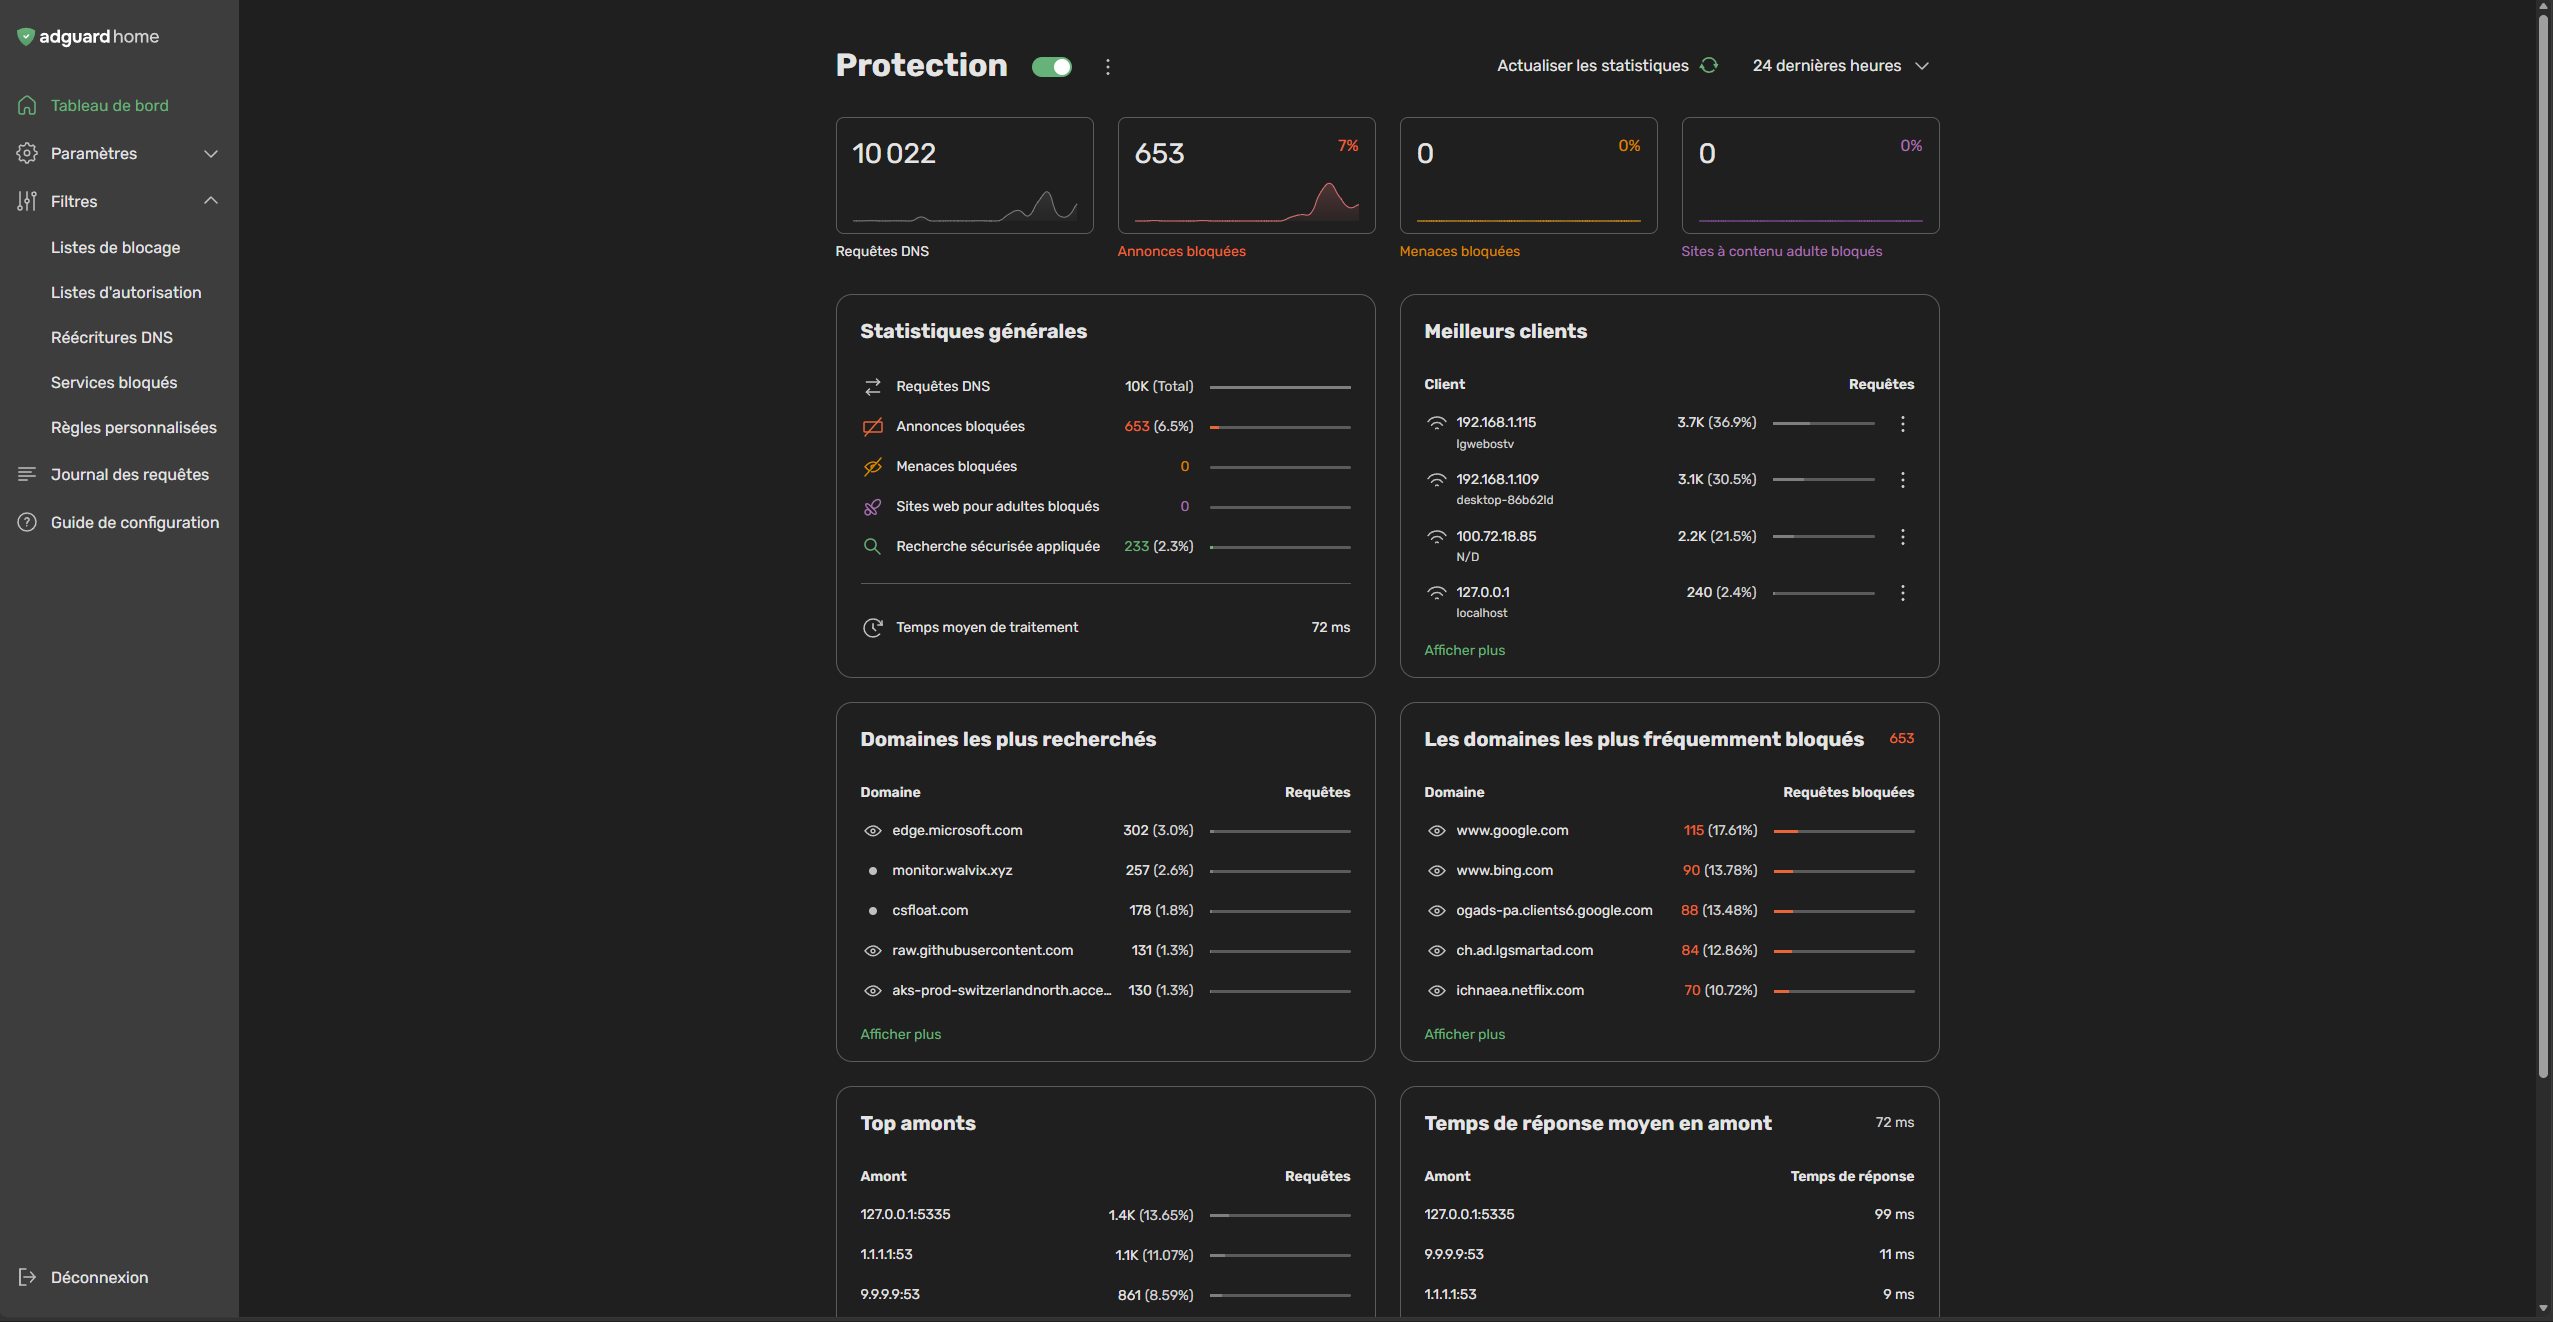 adguard home
Tableau de bord
Paramètres
Filtres
Listes de blocage
Listes d'autorisation
Réécritures DNS
Services bloqués
Règles personnalisées
Journal des requêtes
Guide de configuration
Déconnexion
Protection
Actualiser les statistiques
24 dernières heures
10 022
Requêtes DNS
653
7%
Annonces bloquées
0
0%
Menaces bloquées
0
0%
Sites à contenu adulte bloqués
Statistiques générales
Requêtes DNS 10K (Total)
Annonces bloquées 653 (6.5%)
Menaces bloquées 0
Sites web pour adultes bloqués 0
Recherche sécurisée appliquée 233 (2.3%)
Temps moyen de traitement 72 ms
Meilleurs clients
Client Requêtes
192.168.1.115 3.7K (36.9%)
lgwebostv
192.168.1.109 3.1K (30.5%)
desktop-86b62ld
100.72.18.85 2.2K (21.5%)
N/D
127.0.0.1 240 (2.4%)
localhost
Afficher plus
Domaines les plus recherchés
Domaine Requêtes
edge.microsoft.com 302 (3.0%)
monitor.walvix.xyz 257 (2.6%)
csfloat.com 178 (1.8%)
raw.githubusercontent.com 131 (1.3%)
aks-prod-switzerlandnorth.acce... 130 (1.3%)
Afficher plus
Les domaines les plus fréquemment bloqués 653
Domaine Requêtes bloquées
www.google.com 115 (17.61%)
www.bing.com 90 (13.78%)
ogads-pa.clients6.google.com 88 (13.48%)
ch.ad.lgsmartad.com 84 (12.86%)
ichnaea.netflix.com 70 (10.72%)
Afficher plus
Top amonts
Amont Requêtes
127.0.0.1:5335 1.4K (13.65%)
1.1.1.1:53 1.1K (11.07%)
9.9.9.9:53 861 (8.59%)
Temps de réponse moyen en amont 72 ms
Amont Temps de réponse
127.0.0.1:5335 99 ms
9.9.9.9:53 11 ms
1.1.1.1:53 9 ms